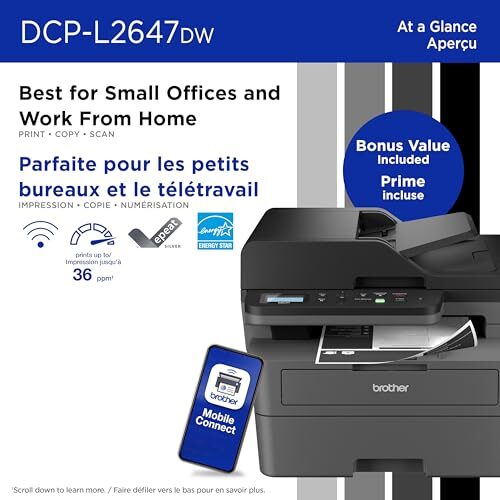 DCP-L2647DW
At a Glance
Aperçu
Best for Small Offices and
Work From Home
PRINT • COPY • SCAN
Parfaite pour les petits
bureaux et le télétravail
IMPRESSION • COPIE • NUMÉRISATION
Bonus Value
Included
Prime
incluse
prints up to/
Impression jusqu'à
36 ppm¹
epeat
SILVER
energy
ENERGY STAR
brother
Mobile
Connect
brother
¹Scroll down to learn more. / Faire défiler vers le bas pour en savoir plus.